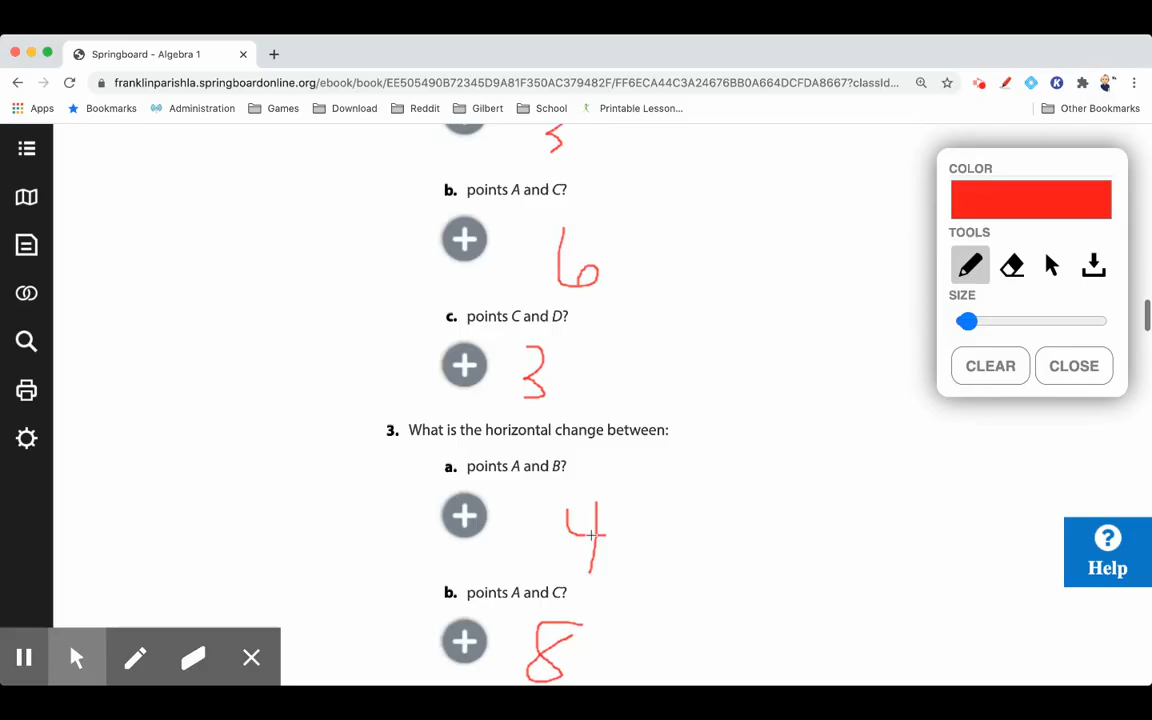 Springboard - Algebra 1
franklinparishla.springboardonline.org/ebook/book/EE505490B72345D9A81F350AC379482F/FF6ECA44C3A24676BB0A664DCFDA8667?classId...
Apps Bookmarks Administration Games Download Reddit Gilbert School Printable Lesson... Other Bookmarks
3
b. points A and C?
6
c. points C and D?
3
3. What is the horizontal change between:
a. points A and B?
4
b. points A and C?
8
COLOR
TOOLS
SIZE
CLEAR CLOSE
?
Help